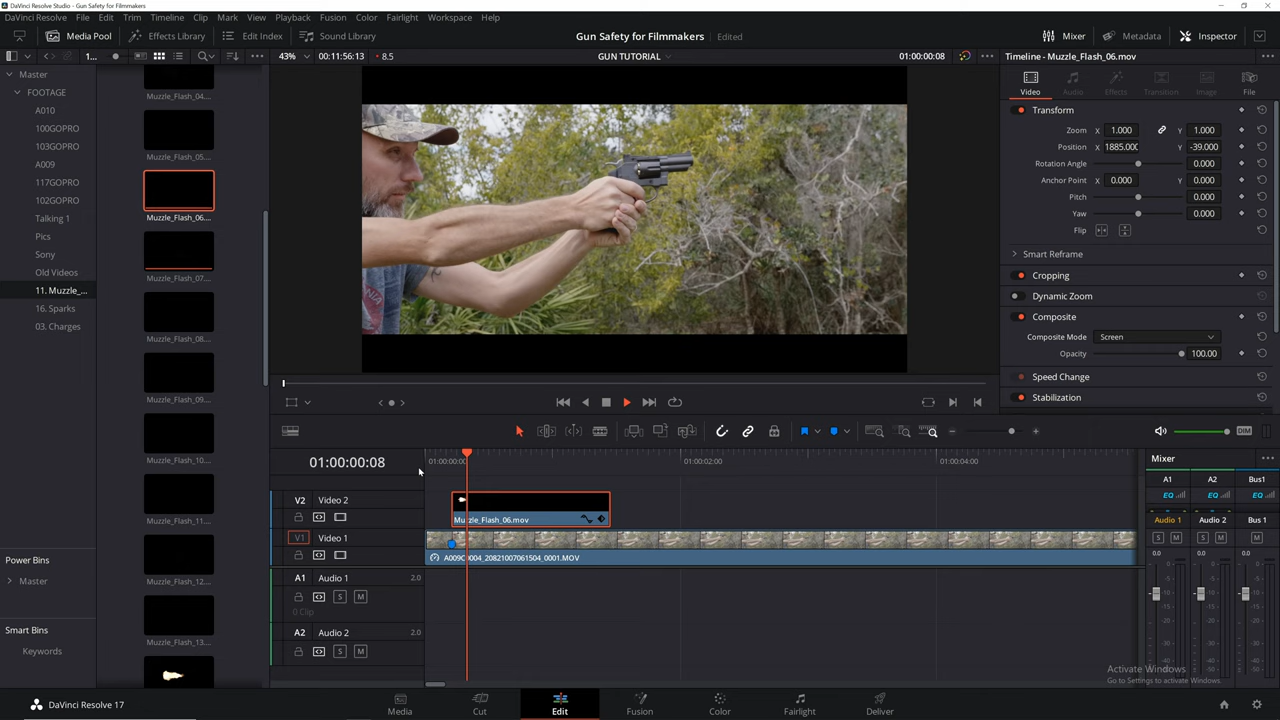 DaVinci Resolve Studio - Gun Safety for Filmmakers
DaVinci Resolve File Edit Trim Timeline Clip Mark View Playback Fusion Color Fairlight Workspace Help
Media Pool Effects Library Edit Index Sound Library Gun Safety for Filmmakers Edited Mixer Metadata Inspector
1... 43% 00:11:56:13 8.5 GUN TUTORIAL 01:00:00:08 Timeline - Muzzle_Flash_06.mov
Master
FOOTAGE
A010
100GOPRO
103GOPRO
A009
117GOPRO
102GOPRO
Talking 1
Pics
Sony
Old Videos
11. Muzzle_...
16. Sparks
03. Charges
Power Bins
Master
Smart Bins
Keywords
Muzzle_Flash_04....
Muzzle_Flash_05....
Muzzle_Flash_06....
Muzzle_Flash_07....
Muzzle_Flash_08...
Muzzle_Flash_09....
Muzzle_Flash_10....
Muzzle_Flash_11....
Muzzle_Flash_12....
Muzzle_Flash_13....
Video Audio Effects Transition Image File
Transform
Zoom X 1.000 Y 1.000
Position X 1885.000 Y -39.000
Rotation Angle 0.000
Anchor Point X 0.000 Y 0.000
Pitch 0.000
Yaw 0.000
Flip
Smart Reframe
Cropping
Dynamic Zoom
Composite
Composite Mode Screen
Opacity 100.00
Speed Change
Stabilization
DIM
01:00:00:08 01:00:00:00 01:00:02:00 01:00:04:00
V2 Video 2
Muzzle_Flash_06.mov
V1 Video 1
A009C0004_20821007061504_0001.MOV
A1 Audio 1 2.0
S M
0 Clip
A2 Audio 2 2.0
S M
Mixer
A1 A2 Bus1
EQ EQ EQ
Audio 1 Audio 2 Bus 1
S M S M M
0.0 0.0 0.0
Activate Windows
Go to Settings to activate Windows.
DaVinci Resolve 17
Media Cut Edit Fusion Color Fairlight Deliver